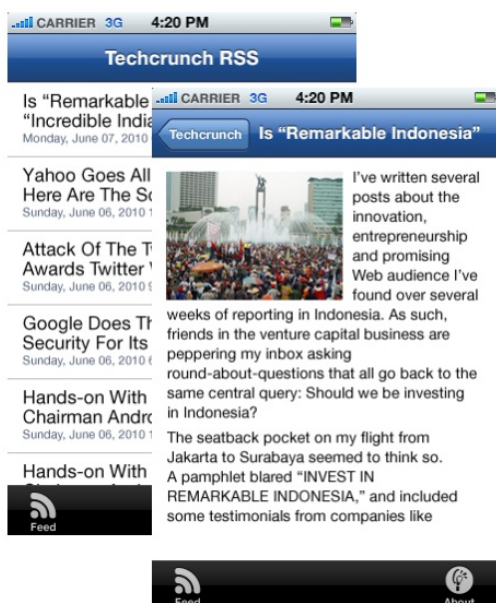 CARRIER 3G 4:20 PM
Techcrunch RSS
Is “Remarkable
“Incredible India
Monday, June 07, 2010
Yahoo Goes All
Here Are The
Sunday, June 06, 2010
Attack Of The
Awards Twitter
Sunday, June 06, 2010
Google Does
Security For Its
Sunday, June 06, 2010
Hands-on With
Chairman
Sunday, June 06, 2010
Hands-on With
Feed
CARRIER 3G 4:20 PM
Techcrunch Is “Remarkable Indonesia”
I’ve written several
posts about the
innovation,
entrepreneurship
and promising
Web audience I’ve
found over several
weeks of reporting in Indonesia. As such,
friends in the venture capital business are
peppering my inbox asking
round-about-questions that all go back to the
same central query: Should we be investing
in Indonesia?
The seatback pocket on my flight from
Jakarta to Surabaya seemed to think so.
A pamphlet blared “INVEST IN
REMARKABLE INDONESIA,” and included
some testimonials from companies like
Feed About